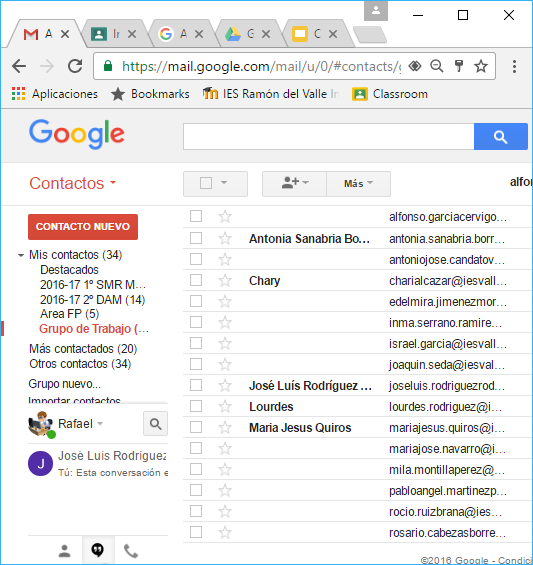 A
In
A
G
C
https://mail.google.com/mail/u/0/#contacts/g
Aplicaciones
Bookmarks
IES Ramón del Valle In
Classroom
Google
Contactos
Más
alfo
CONTACTO NUEVO
Mis contactos (34)
Destacados
2016-17 1º SMR M...
2016-17 2º DAM (14)
Area FP (5)
Grupo de Trabajo (...
Más contactados (20)
Otros contactos (34)
Grupo nuevo...
Importar contactos
Rafael
J
José Luis Rodríguez
Tú: Esta conversación e
alfonso.garciacervigo...
Antonia Sanabria Bo... antonia.sanabria.borr...
antoniojose.candatov...
Chary charialcazar@iesvall...
edelmira.jimenezmor...
inma.serrano.ramire...
israel.garcia@iesvall...
joaquin.seda@iesvall...
José Luís Rodríguez ... joseluis.rodriguezrod...
Lourdes lourdes.rodriguez@i...
Maria Jesus Quiros mariajesus.quiros@i...
mariajose.navarro@i...
mila.montillaperez@...
pabloangel.martinezp...
rocio.ruizbrana@ies...
rosario.cabezasborre...
©2016 Google - Condici